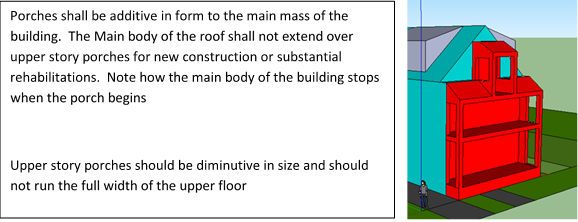 Porches shall be additive in form to the main mass of the
building.  The Main body of the roof shall not extend over
upper story porches for new construction or substantial
rehabilitations.  Note how the main body of the building stops
when the porch begins
Upper story porches should be diminutive in size and should
not run the full width of the upper floor